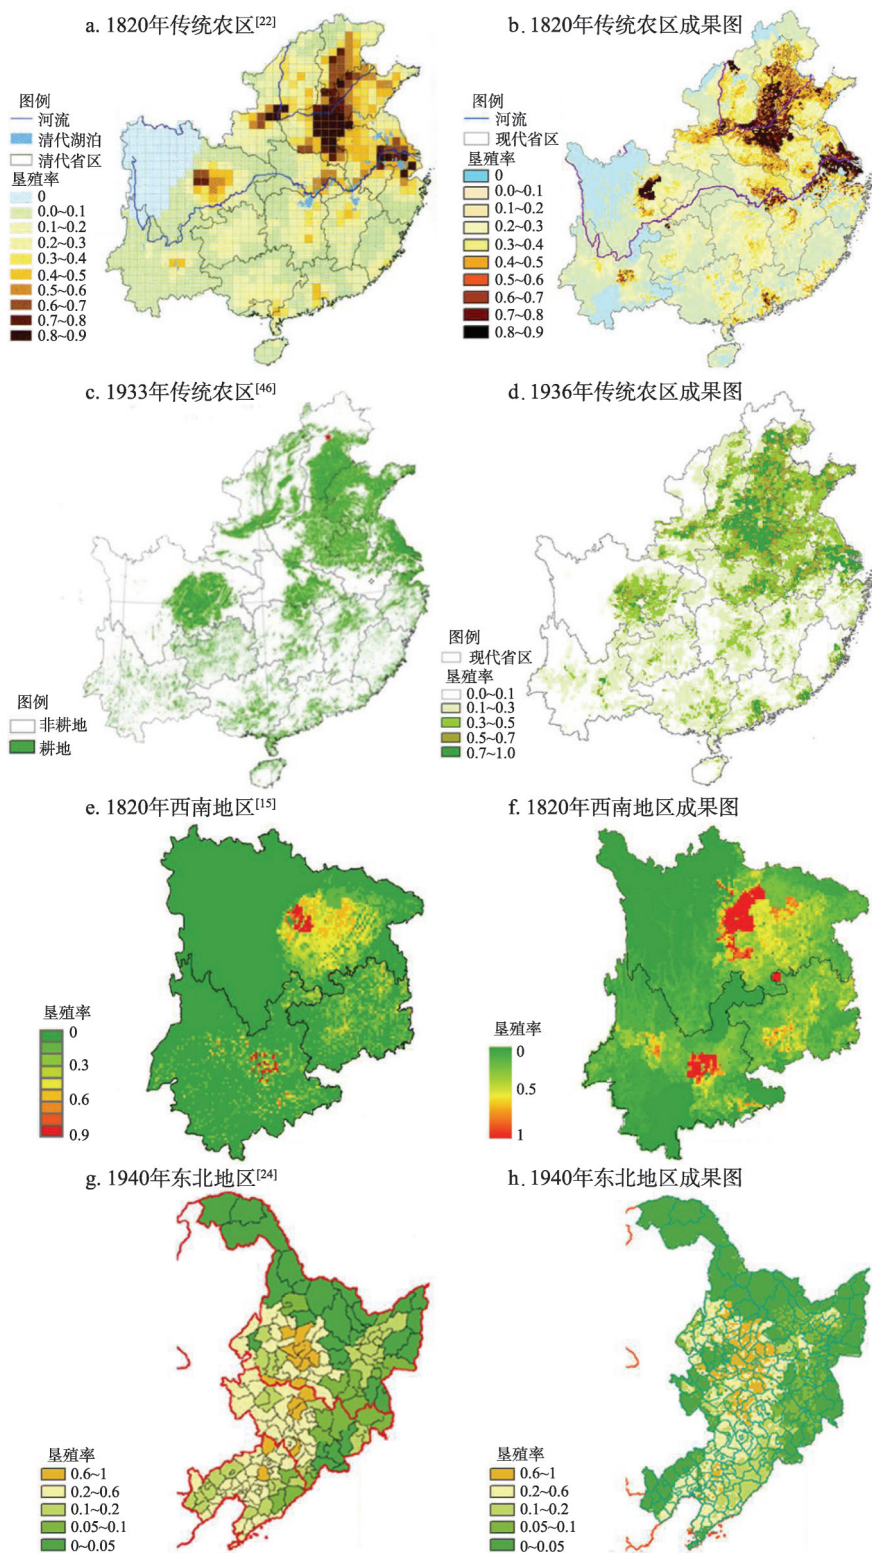 a. 1820年传统农区[22]
b. 1820年传统农区成果图
图例
河流
清代湖泊
清代省区
垦殖率
0
0.0~0.1
0.1~0.2
0.2~0.3
0.3~0.4
0.4~0.5
0.5~0.6
0.6~0.7
0.7~0.8
0.8~0.9
图例
河流
现代省区
垦殖率
0
0.0~0.1
0.1~0.2
0.2~0.3
0.3~0.4
0.4~0.5
0.5~0.6
0.6~0.7
0.7~0.8
0.8~0.9
c. 1933年传统农区[46]
d. 1936年传统农区成果图
图例
非耕地
耕地
图例
现代省区
垦殖率
0.0~0.1
0.1~0.3
0.3~0.5
0.5~0.7
0.7~1.0
e. 1820年西南地区[15]
f. 1820年西南地区成果图
垦殖率
0
0.3
0.6
0.9
垦殖率
0
0.5
1
g. 1940年东北地区[24]
h. 1940年东北地区成果图
垦殖率
0.6~1
0.2~0.6
0.1~0.2
0.05~0.1
0~0.05
垦殖率
0.6~1
0.2~0.6
0.1~0.2
0.05~0.1
0~0.05